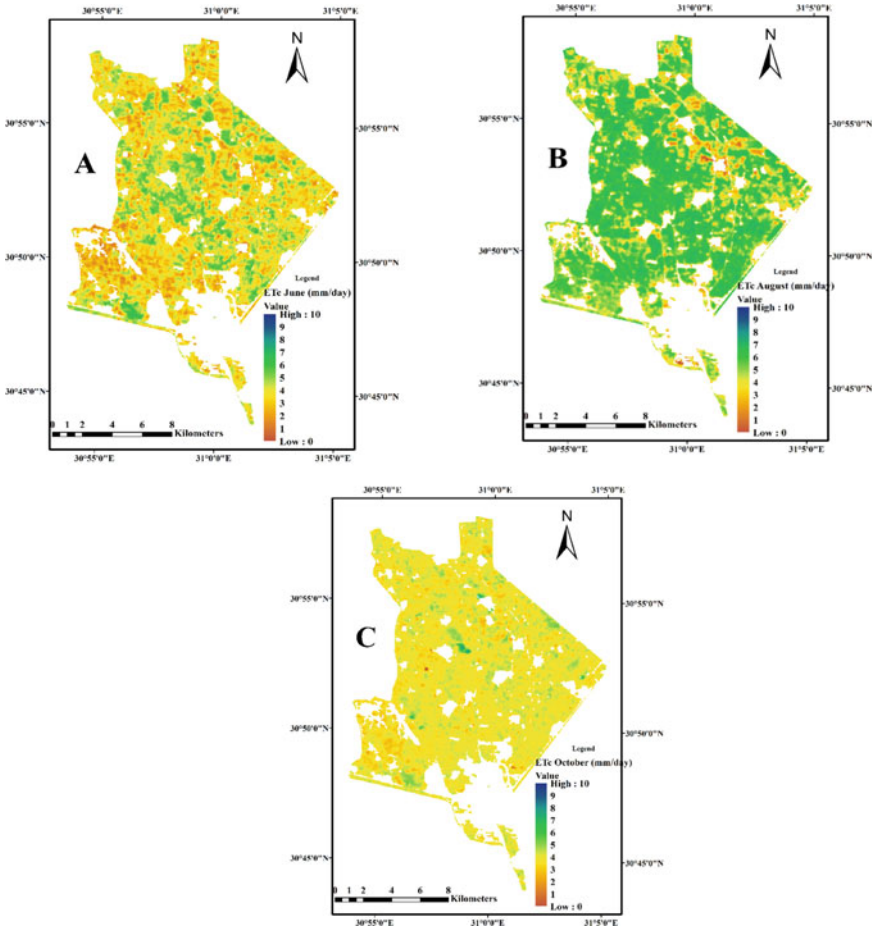 30°55'0"E 31°0'0"E 31°5'0"E
N
30°55'0"N
30°55'0"N
A
30°50'0"N
30°50'0"N
Legend
ETc June (mm/day)
Value
High : 10
9
8
7
6
5
4
3
2
1
Low : 0
30°45'0"N
30°45'0"N
0 1 2 4 6 8
Kilometers
30°55'0"E 31°0'0"E 31°5'0"E
30°55'0"E 31°0'0"E 31°5'0"E
N
30°55'0"N
30°55'0"N
B
30°50'0"N
30°50'0"N
Legend
ETc August (mm/day)
Value
High : 10
9
8
7
6
5
4
3
2
1
Low : 0
30°45'0"N
30°45'0"N
0 1 2 4 6 8
Kilometers
30°55'0"E 31°0'0"E 31°5'0"E
30°55'0"E 31°0'0"E 31°5'0"E
N
30°55'0"N
30°55'0"N
C
30°50'0"N
30°50'0"N
Legend
ETc October (mm/day)
Value
High : 10
9
8
7
6
5
4
3
2
1
Low : 0
30°45'0"N
30°45'0"N
0 1 2 4 6 8
Kilometers
30°55'0"E 31°0'0"E 31°5'0"E